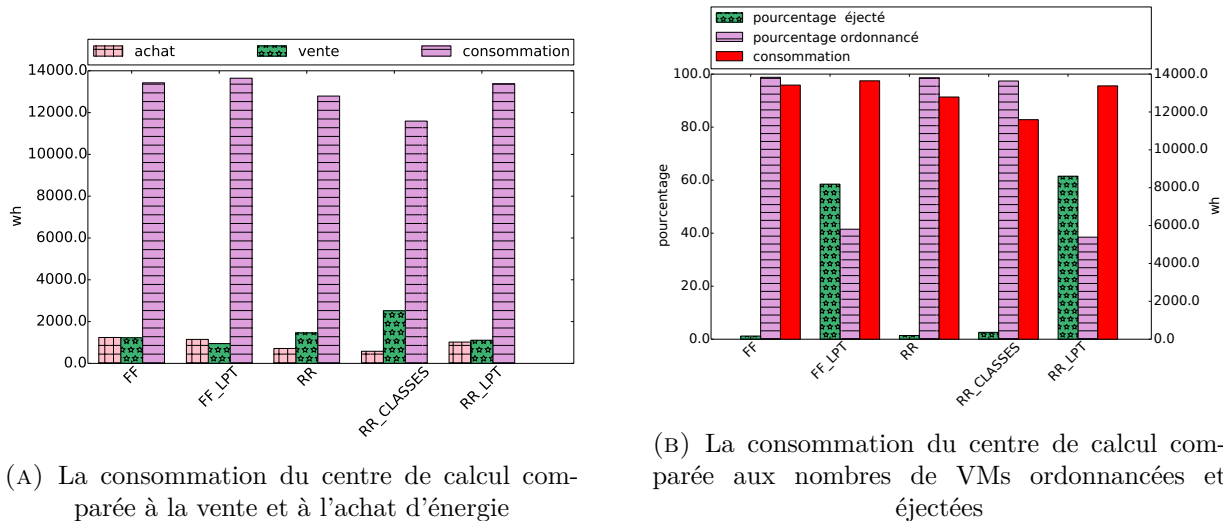 achat vente consommation
14000.0
12000.0
10000.0
8000.0
6000.0
4000.0
2000.0
0.0
wh
FF
FF_LPT
RR
RR_CLASSES
RR_LPT
(A) La consommation du centre de calcul com-
parée à la vente et à l'achat d'énergie
pourcentage éjecté
pourcentage ordonnancé
consommation
100.0
80.0
60.0
40.0
20.0
0.0
pourcentage
14000.0
12000.0
10000.0
8000.0
6000.0
4000.0
2000.0
0.0
wh
FF
FF_LPT
RR
RR_CLASSES
RR_LPT
(B) La consommation du centre de calcul com-
parée aux nombres de VMs ordonnancées et
éjectées